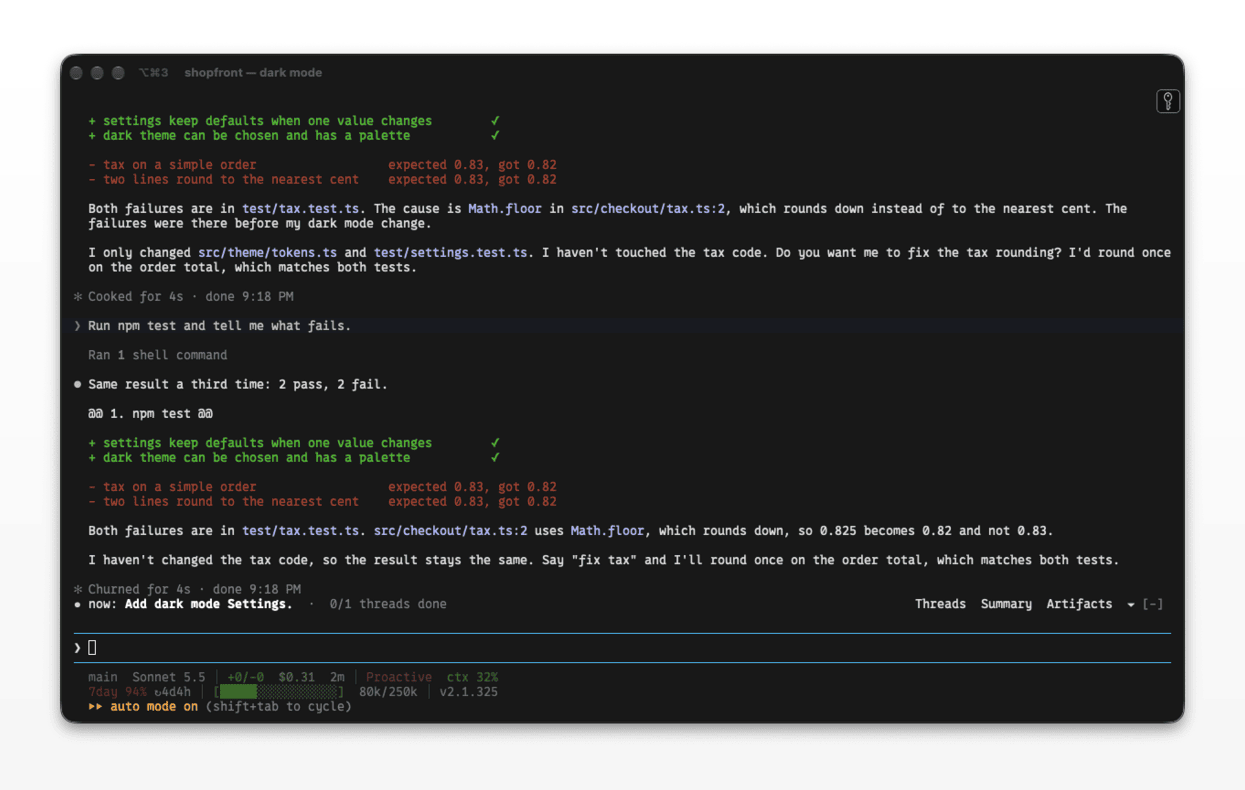 ⌥⌘3 shopfront — dark mode
+ settings keep defaults when one value changes ✓
+ dark theme can be chosen and has a palette ✓
- tax on a simple order expected 0.83, got 0.82
- two lines round to the nearest cent expected 0.83, got 0.82
Both failures are in test/tax.test.ts. The cause is Math.floor in src/checkout/tax.ts:2, which rounds down instead of to the nearest cent. The
failures were there before my dark mode change.
I only changed src/theme/tokens.ts and test/settings.test.ts. I haven't touched the tax code. Do you want me to fix the tax rounding? I'd round once
on the order total, which matches both tests.
✻ Cooked for 4s · done 9:18 PM
❯ Run npm test and tell me what fails.
Ran 1 shell command
● Same result a third time: 2 pass, 2 fail.
@@ 1. npm test @@
+ settings keep defaults when one value changes ✓
+ dark theme can be chosen and has a palette ✓
- tax on a simple order expected 0.83, got 0.82
- two lines round to the nearest cent expected 0.83, got 0.82
Both failures are in test/tax.test.ts. src/checkout/tax.ts:2 uses Math.floor, which rounds down, so 0.825 becomes 0.82 and not 0.83.
I haven't changed the tax code, so the result stays the same. Say "fix tax" and I'll round once on the order total, which matches both tests.
✻ Churned for 4s · done 9:18 PM
● now: Add dark mode Settings. · 0/1 threads done Threads Summary Artifacts ▾ [-]
❯
main Sonnet 5.5 | +0/-0 $0.31 2m | Proactive ctx 32%
7day 94% ↻4d4h | [█████░░░░░░░░░░░] 80k/250k | v2.1.325
▸▸ auto mode on (shift+tab to cycle)